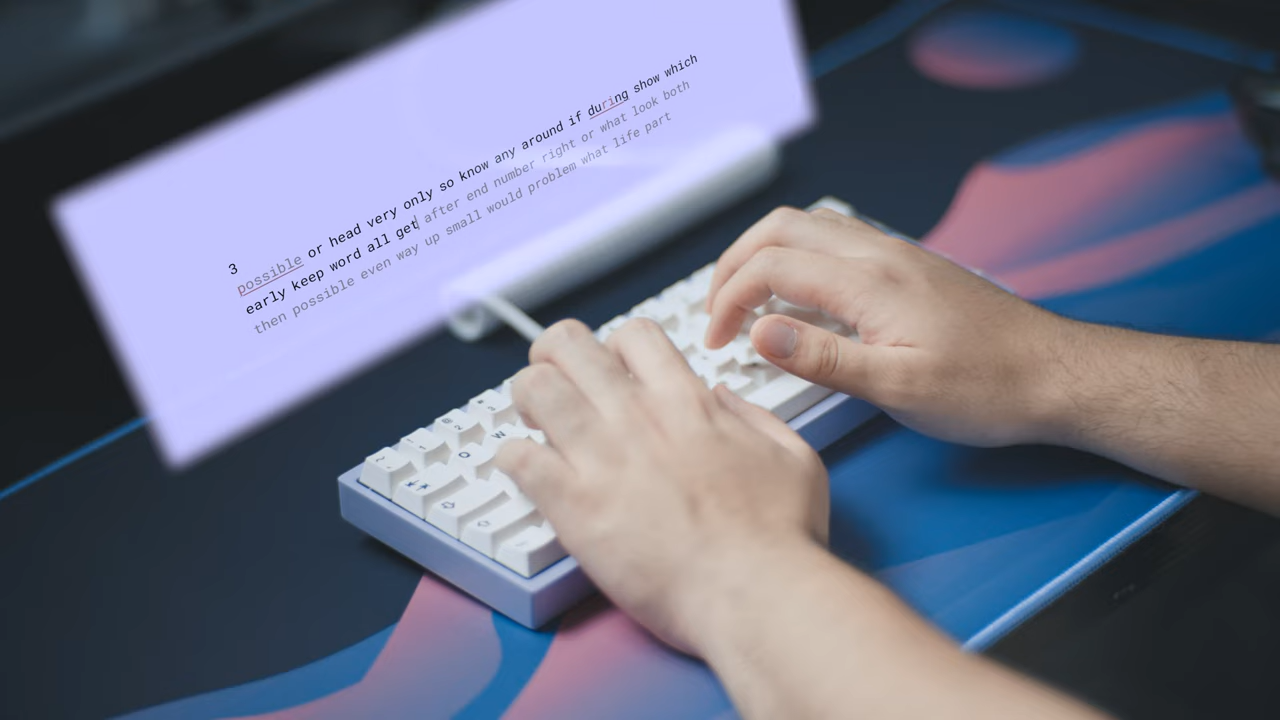 3
possible or head very only so know any around if during show which
early keep word all get after end number right or what look both
then possible even way up small would problem what life part
2
W